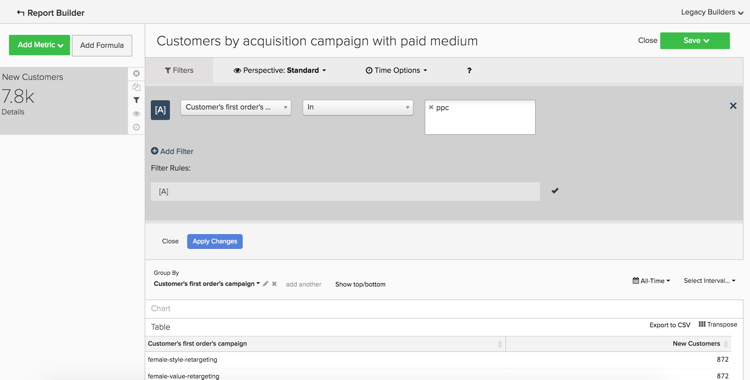 Report Builder
Legacy Builders
Add Metric
Add Formula
Customers by acquisition campaign with paid medium
Close
Save
New Customers
7.8k
Details
Filters
Perspective: Standard
Time Options
?
[A]
Customer's first order's ...
In
ppc
Add Filter
Filter Rules:
[A]
Close
Apply Changes
Group By
Customer's first order's campaign
add another
Show top/bottom
All-Time
Select Interval...
Chart
Table
Export to CSV
Transpose
Customer's first order's campaign
New Customers
female-style-retargeting
872
female-value-retargeting
872